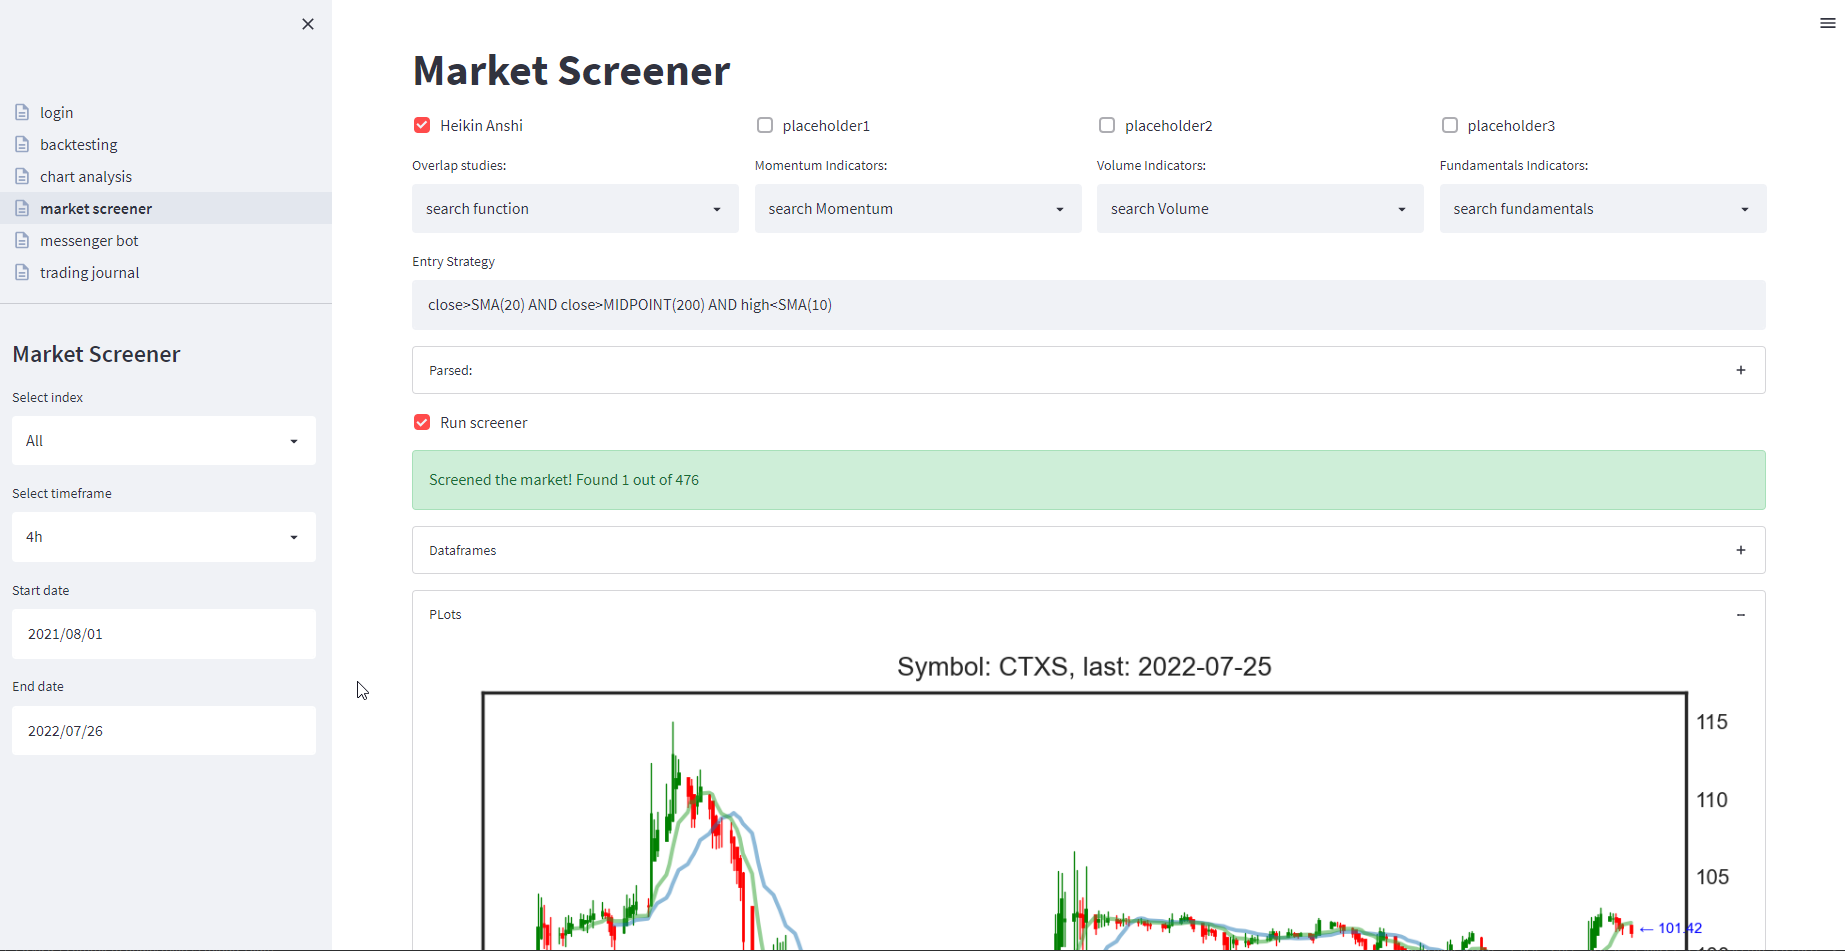 login
backtesting
chart analysis
market screener
messenger bot
trading journal
Market Screener
Select index
All
Select timeframe
4h
Start date
2021/08/01
End date
2022/07/26
Market Screener
Heikin Anshi
placeholder1
placeholder2
placeholder3
Overlap studies:
Momentum Indicators:
Volume Indicators:
Fundamentals Indicators:
search function
search Momentum
search Volume
search fundamentals
Entry Strategy
close>SMA(20) AND close>MIDPOINT(200) AND high<SMA(10)
Parsed:
Run screener
Screened the market! Found 1 out of 476
Dataframes
PLots
Symbol: CTXS, last: 2022-07-25
115
110
105
← 101.42